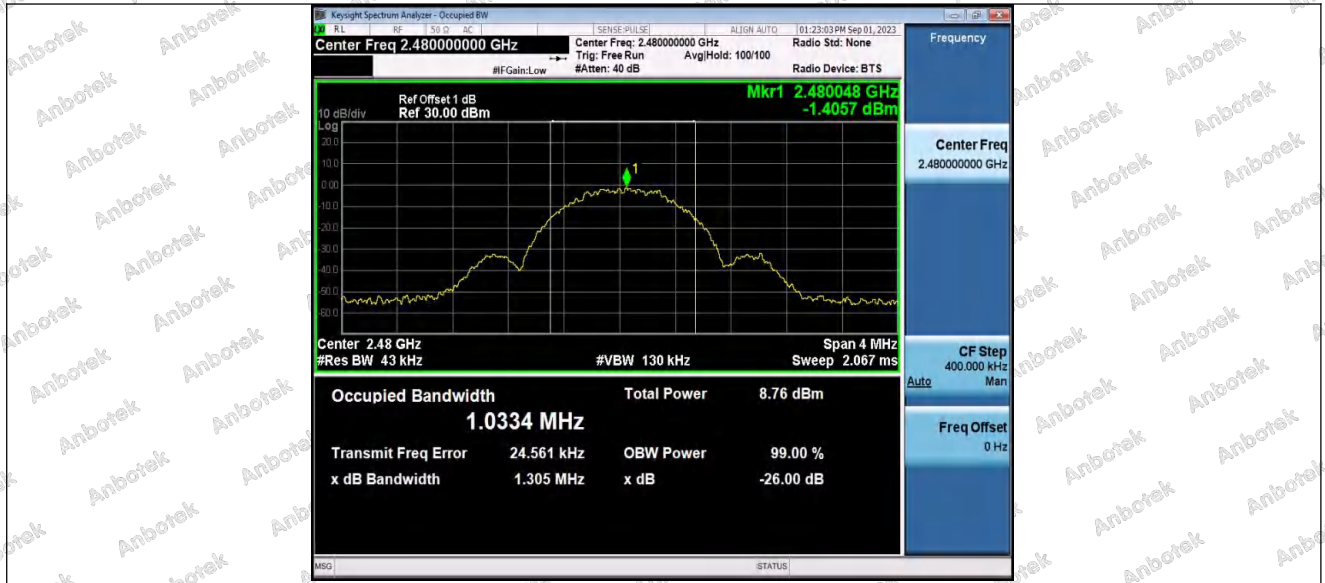 Keysight Spectrum Analyzer - Occupied BW
RL RF 50 Ω AC SENSE:PULSE ALIGN AUTO 01:23:03 PM Sep 01, 2023
Center Freq 2.480000000 GHz
Center Freq: 2.480000000 GHz
Radio Std: None
Trig: Free Run Avg|Hold: 100/100
#IFGain:Low
#Atten: 40 dB
Radio Device: BTS
Mkr1 2.480048 GHz
-1.4057 dBm
Ref Offset 1 dB
10 dB/div Ref 30.00 dBm
Log
20.0
10.0
0.00
-10.0
-20.0
-30.0
-40.0
-50.0
-60.0
1
Center 2.48 GHz
Span 4 MHz
#Res BW 43 kHz
#VBW 130 kHz
Sweep 2.067 ms
Occupied Bandwidth
1.0334 MHz
Total Power 8.76 dBm
Transmit Freq Error 24.561 kHz
OBW Power 99.00 %
x dB Bandwidth 1.305 MHz
x dB -26.00 dB
MSG
STATUS
Frequency
Center Freq
2.480000000 GHz
CF Step
400.000 kHz
Auto Man
Freq Offset
0 Hz
Anbotek